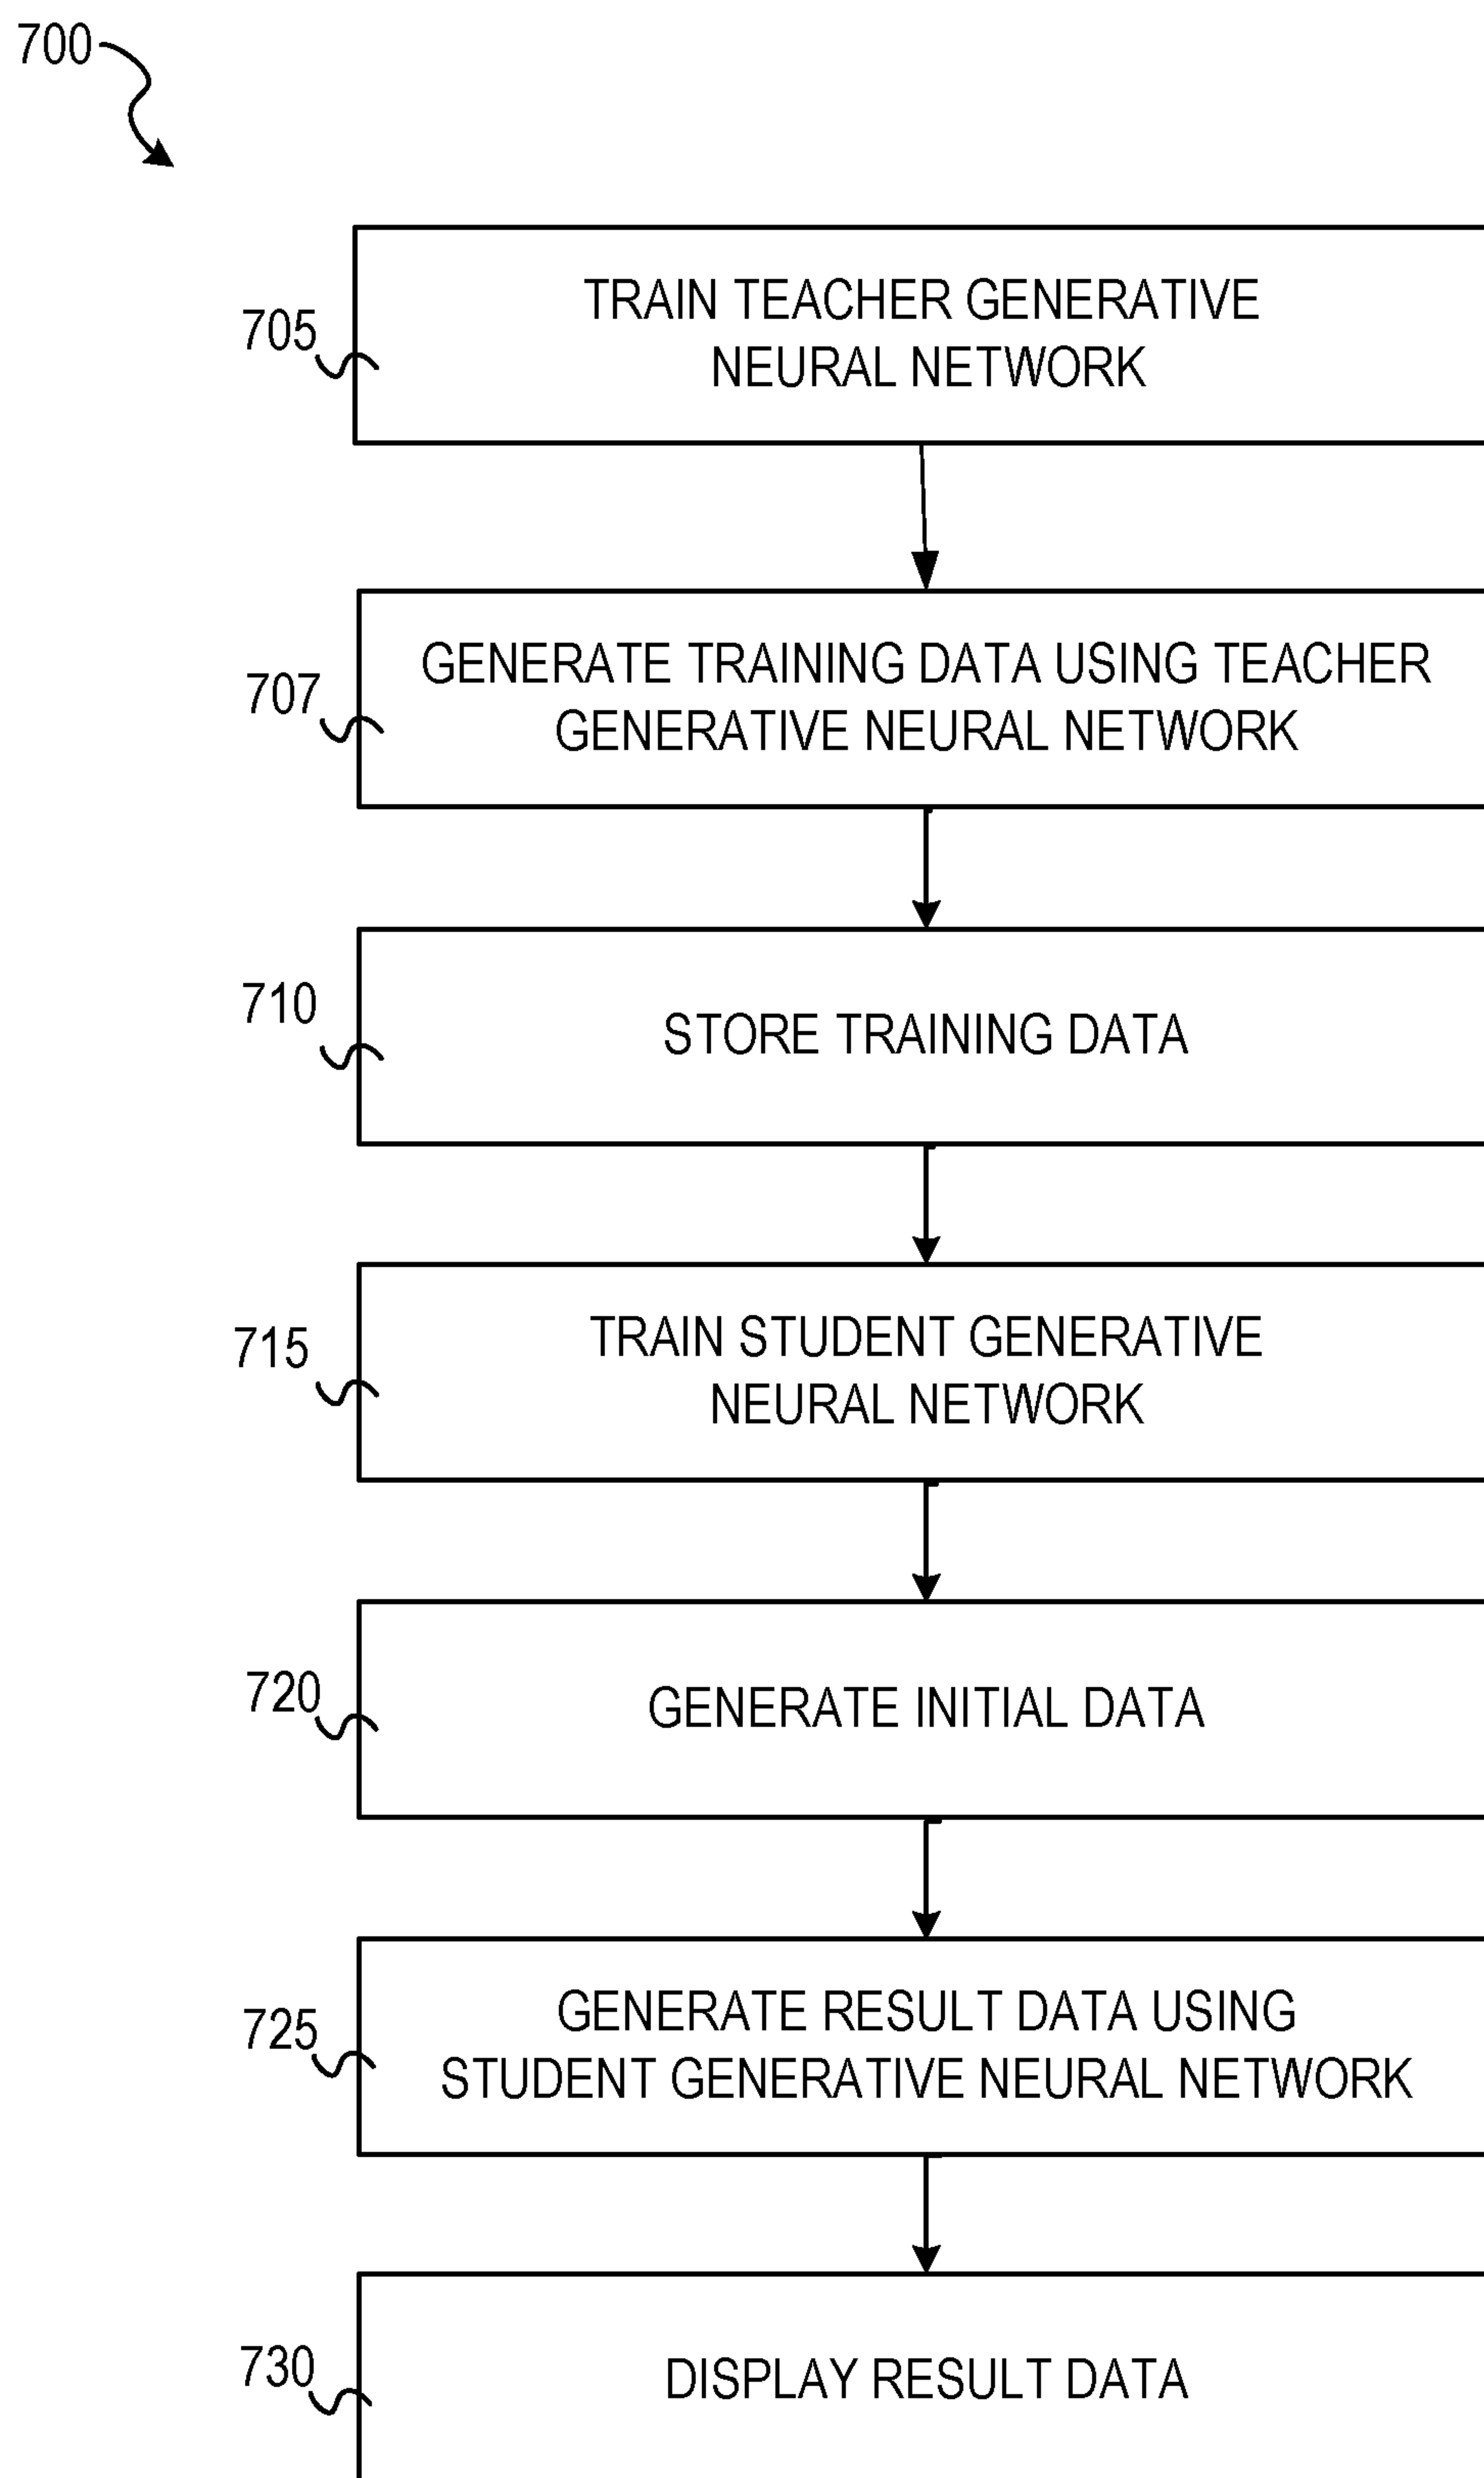 700
705
TRAIN TEACHER GENERATIVE
NEURAL NETWORK
707
GENERATE TRAINING DATA USING TEACHER
GENERATIVE NEURAL NETWORK
710
STORE TRAINING DATA
715
TRAIN STUDENT GENERATIVE
NEURAL NETWORK
720
GENERATE INITIAL DATA
725
GENERATE RESULT DATA USING
STUDENT GENERATIVE NEURAL NETWORK
730
DISPLAY RESULT DATA